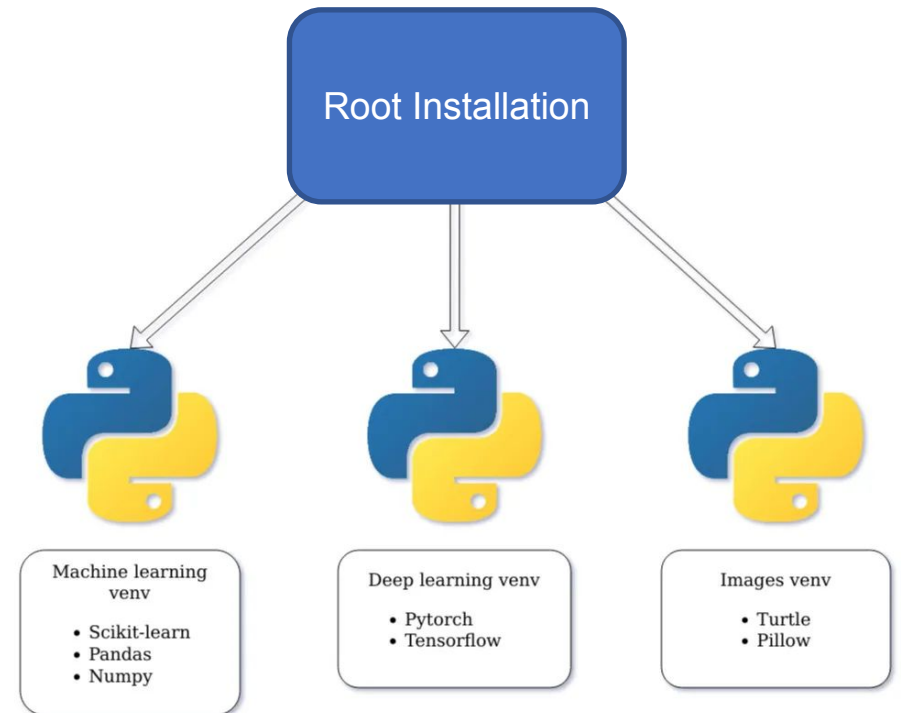 Root Installation
Machine learning
venv
• Scikit-learn
• Pandas
• Numpy
Deep learning venv
• Pytorch
• Tensorflow
Images venv
• Turtle
• Pillow